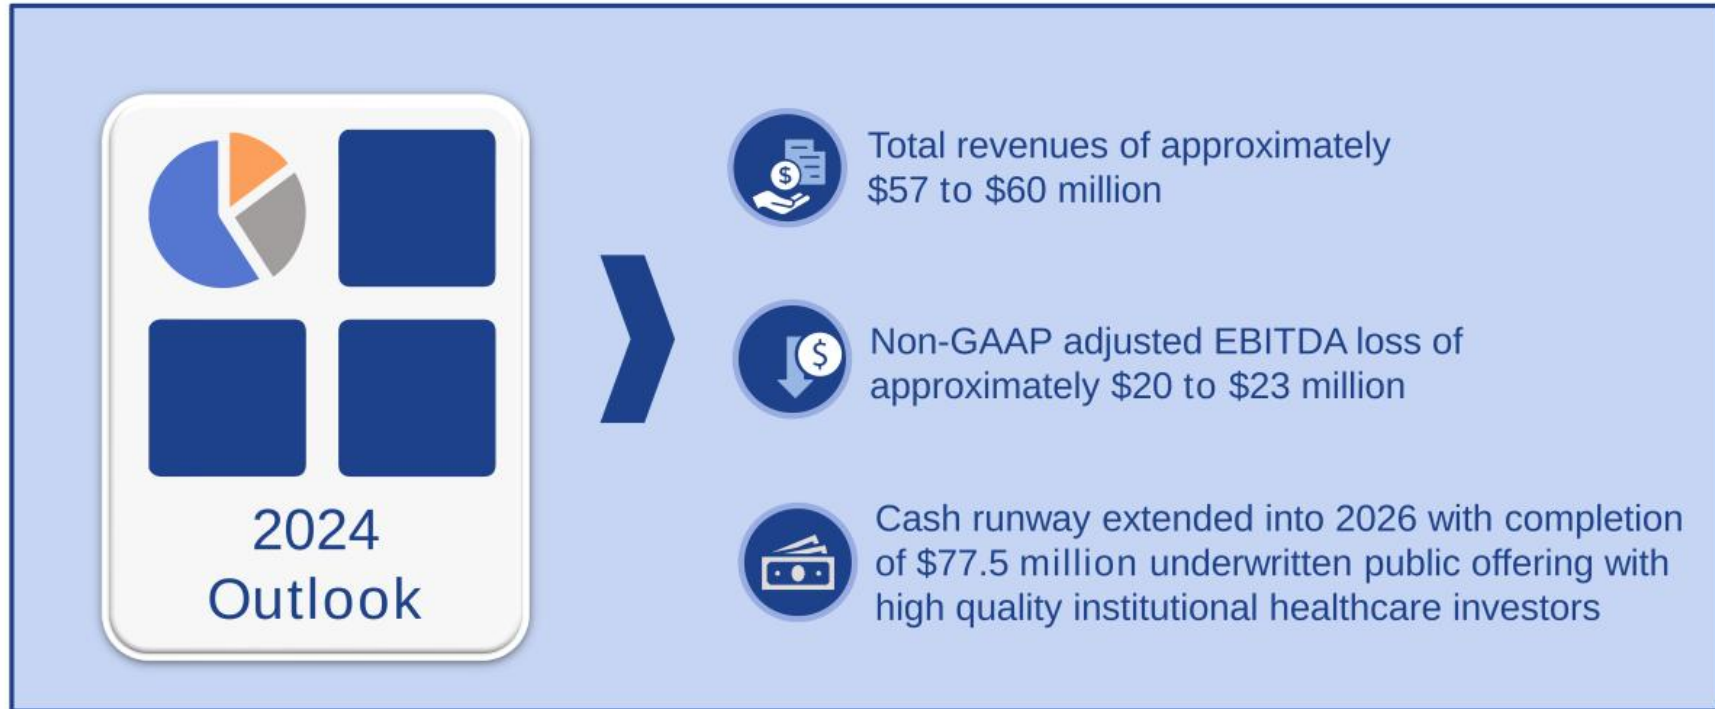 2024
Outlook
Total revenues of approximately
$57 to $60 million
Non-GAAP adjusted EBITDA loss of
approximately $20 to $23 million
Cash runway extended into 2026 with completion
of $77.5 million underwritten public offering with
high quality institutional healthcare investors